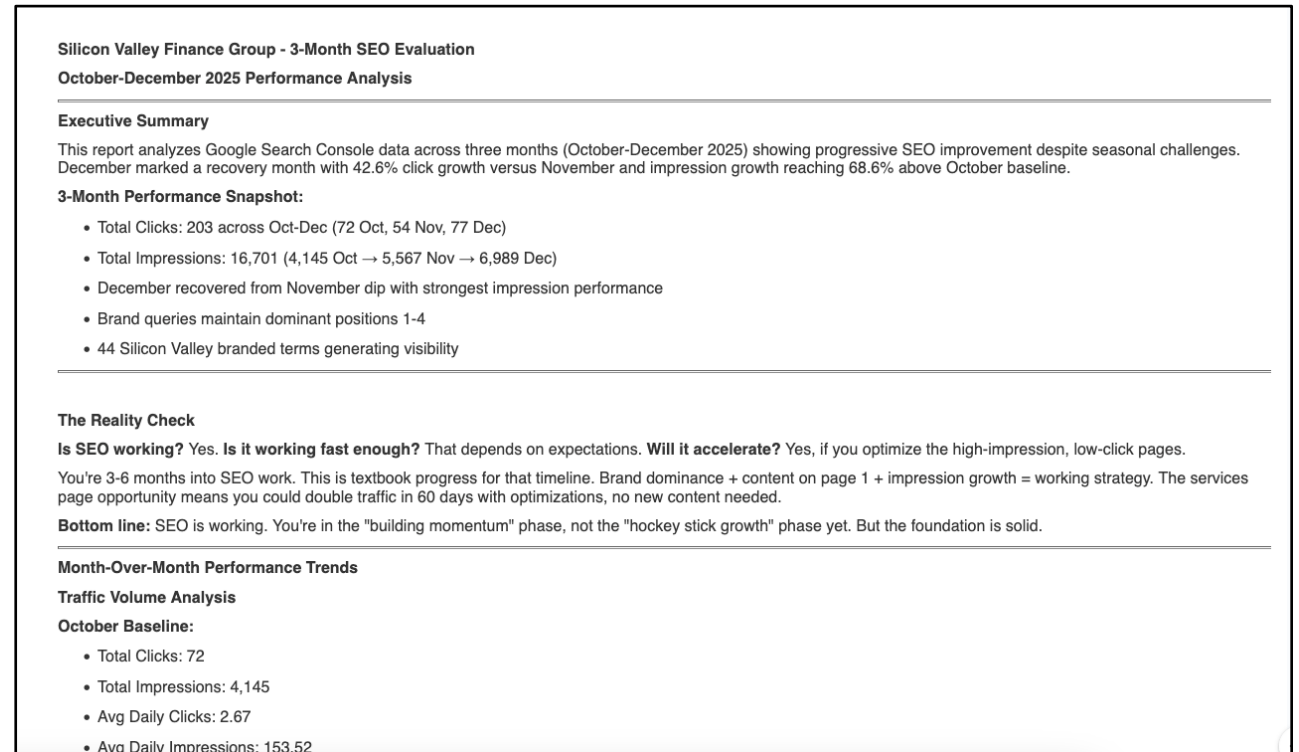 Silicon Valley Finance Group - 3-Month SEO Evaluation
October-December 2025 Performance Analysis
Executive Summary
This report analyzes Google Search Console data across three months (October-December 2025) showing progressive SEO improvement despite seasonal challenges.
December marked a recovery month with 42.6% click growth versus November and impression growth reaching 68.6% above October baseline.
3-Month Performance Snapshot:
• Total Clicks: 203 across Oct-Dec (72 Oct, 54 Nov, 77 Dec)
• Total Impressions: 16,701 (4,145 Oct → 5,567 Nov → 6,989 Dec)
• December recovered from November dip with strongest impression performance
• Brand queries maintain dominant positions 1-4
• 44 Silicon Valley branded terms generating visibility
The Reality Check
Is SEO working? Yes. Is it working fast enough? That depends on expectations. Will it accelerate? Yes, if you optimize the high-impression, low-click pages.
You're 3-6 months into SEO work. This is textbook progress for that timeline. Brand dominance + content on page 1 + impression growth = working strategy. The services
page opportunity means you could double traffic in 60 days with optimizations, no new content needed.
Bottom line: SEO is working. You're in the "building momentum" phase, not the "hockey stick growth" phase yet. But the foundation is solid.
Month-Over-Month Performance Trends
Traffic Volume Analysis
October Baseline:
• Total Clicks: 72
• Total Impressions: 4,145
• Avg Daily Clicks: 2.67
• Avg Daily Impressions: 153.52